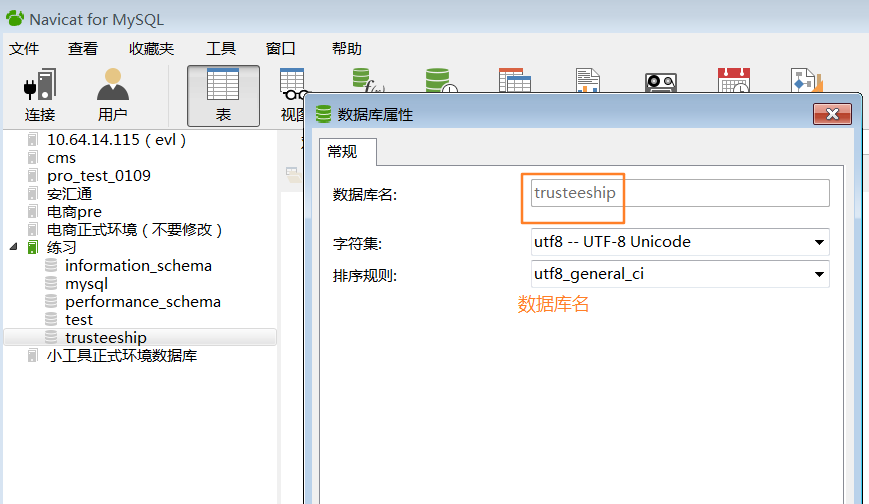 Navicat for MySQL
文件 查看 收藏夹 工具 窗口 帮助
f(x)
连接 用户 表
数据库属性
10.64.14.115（evl）
cms
pro_test_0109
安汇通
电商pre
电商正式环境（不要修改）
练习
information_schema
mysql
performance_schema
test
trusteeship
小工具正式环境数据库
常规
数据库名: trusteeship
字符集: utf8 -- UTF-8 Unicode
排序规则: utf8_general_ci
数据库名